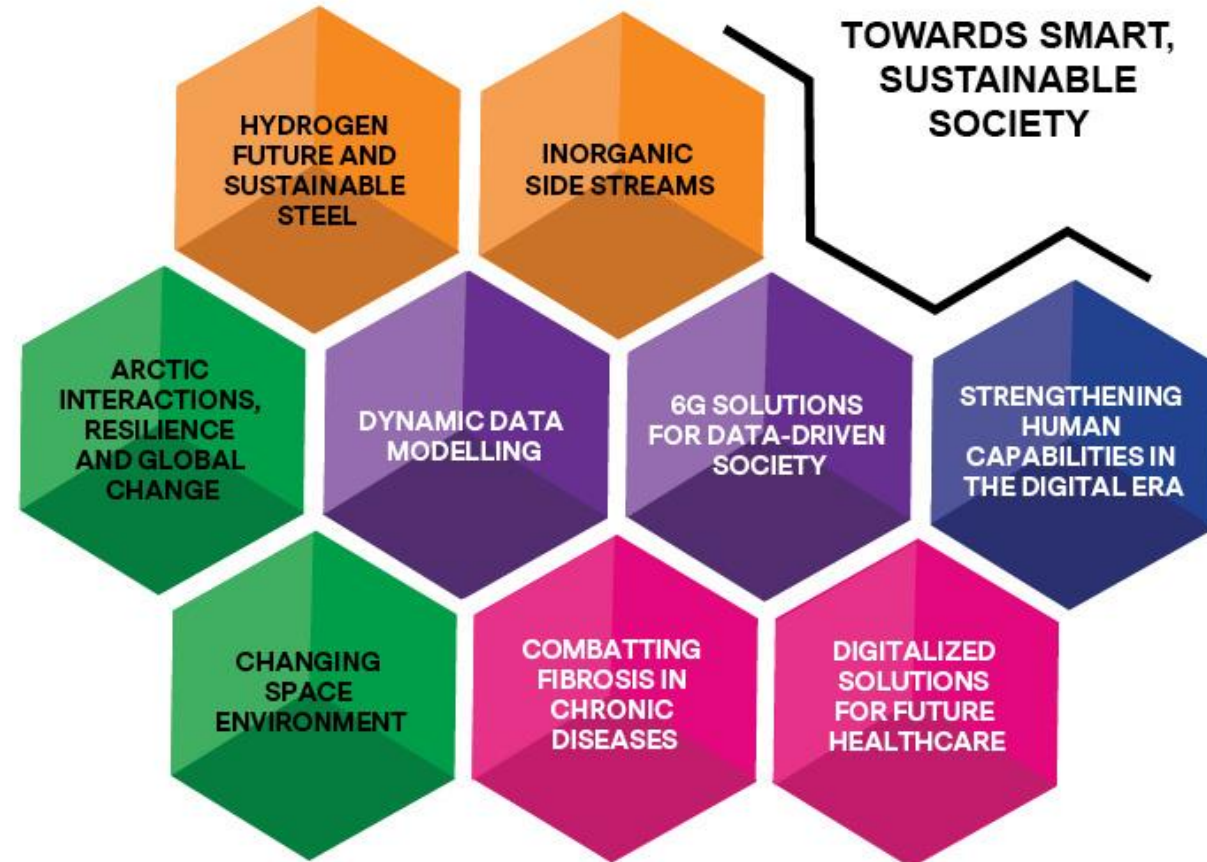 TOWARDS SMART,
SUSTAINABLE
SOCIETY
HYDROGEN
FUTURE AND
SUSTAINABLE
STEEL
INORGANIC
SIDE STREAMS
ARCTIC
INTERACTIONS,
RESILIENCE
AND GLOBAL
CHANGE
DYNAMIC DATA
MODELLING
6G SOLUTIONS
FOR DATA-DRIVEN
SOCIETY
STRENGTHENING
HUMAN
CAPABILITIES IN
THE DIGITAL ERA
CHANGING
SPACE
ENVIRONMENT
COMBATTING
FIBROSIS IN
CHRONIC
DISEASES
DIGITALIZED
SOLUTIONS
FOR FUTURE
HEALTHCARE